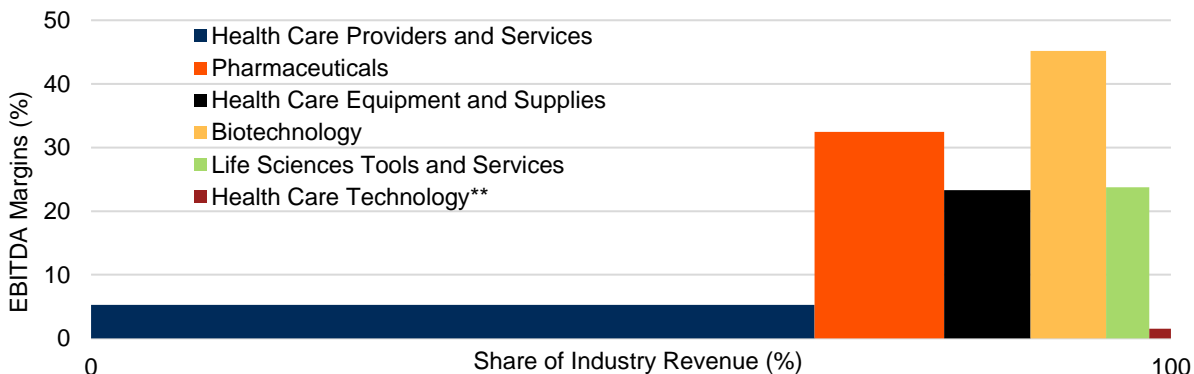 50
Health Care Providers and Services
Pharmaceuticals
40
Health Care Equipment and Supplies
Biotechnology
30
Life Sciences Tools and Services
Health Care Technology**
20
10
0
EBITDA Margins (%)
0
Share of Industry Revenue (%)
100